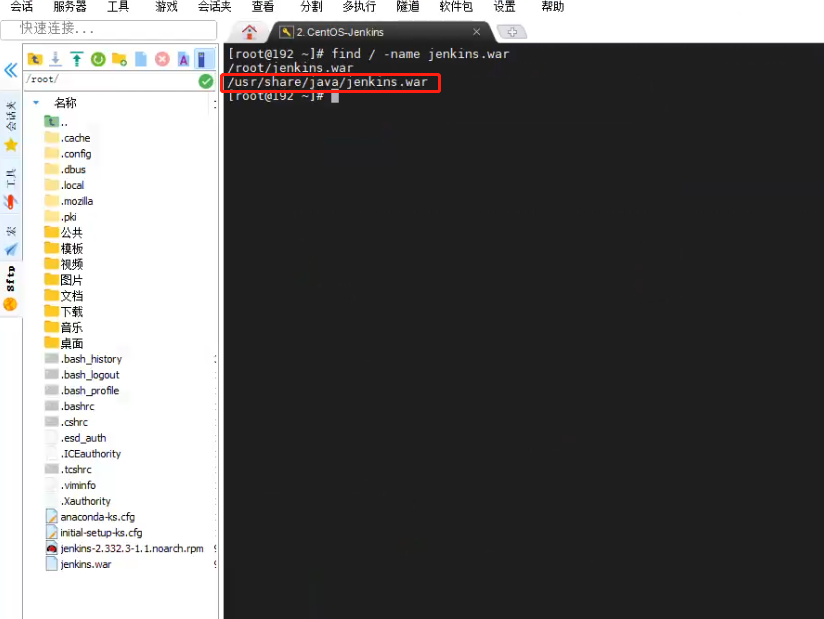 会话 服务器 工具 游戏 会话夹 查看 分割 多执行 隧道 软件包 设置 帮助
快速连接...
2. CentOS-Jenkins
[root@192 ~]# find / -name jenkins.war
/root/jenkins.war
/usr/share/java/jenkins.war
[root@192 ~]#
/root/
名称
..
.cache
.config
.dbus
.local
.mozilla
.pki
公共
模板
视频
图片
文档
下载
音乐
桌面
.bash_history
.bash_logout
.bash_profile
.bashrc
.cshrc
.esd_auth
.ICEauthority
.tcshrc
.viminfo
.Xauthority
anaconda-ks.cfg
initial-setup-ks.cfg
jenkins-2.332.3-1.1.noarch.rpm
jenkins.war
会话夹
工具
宏
Sftp